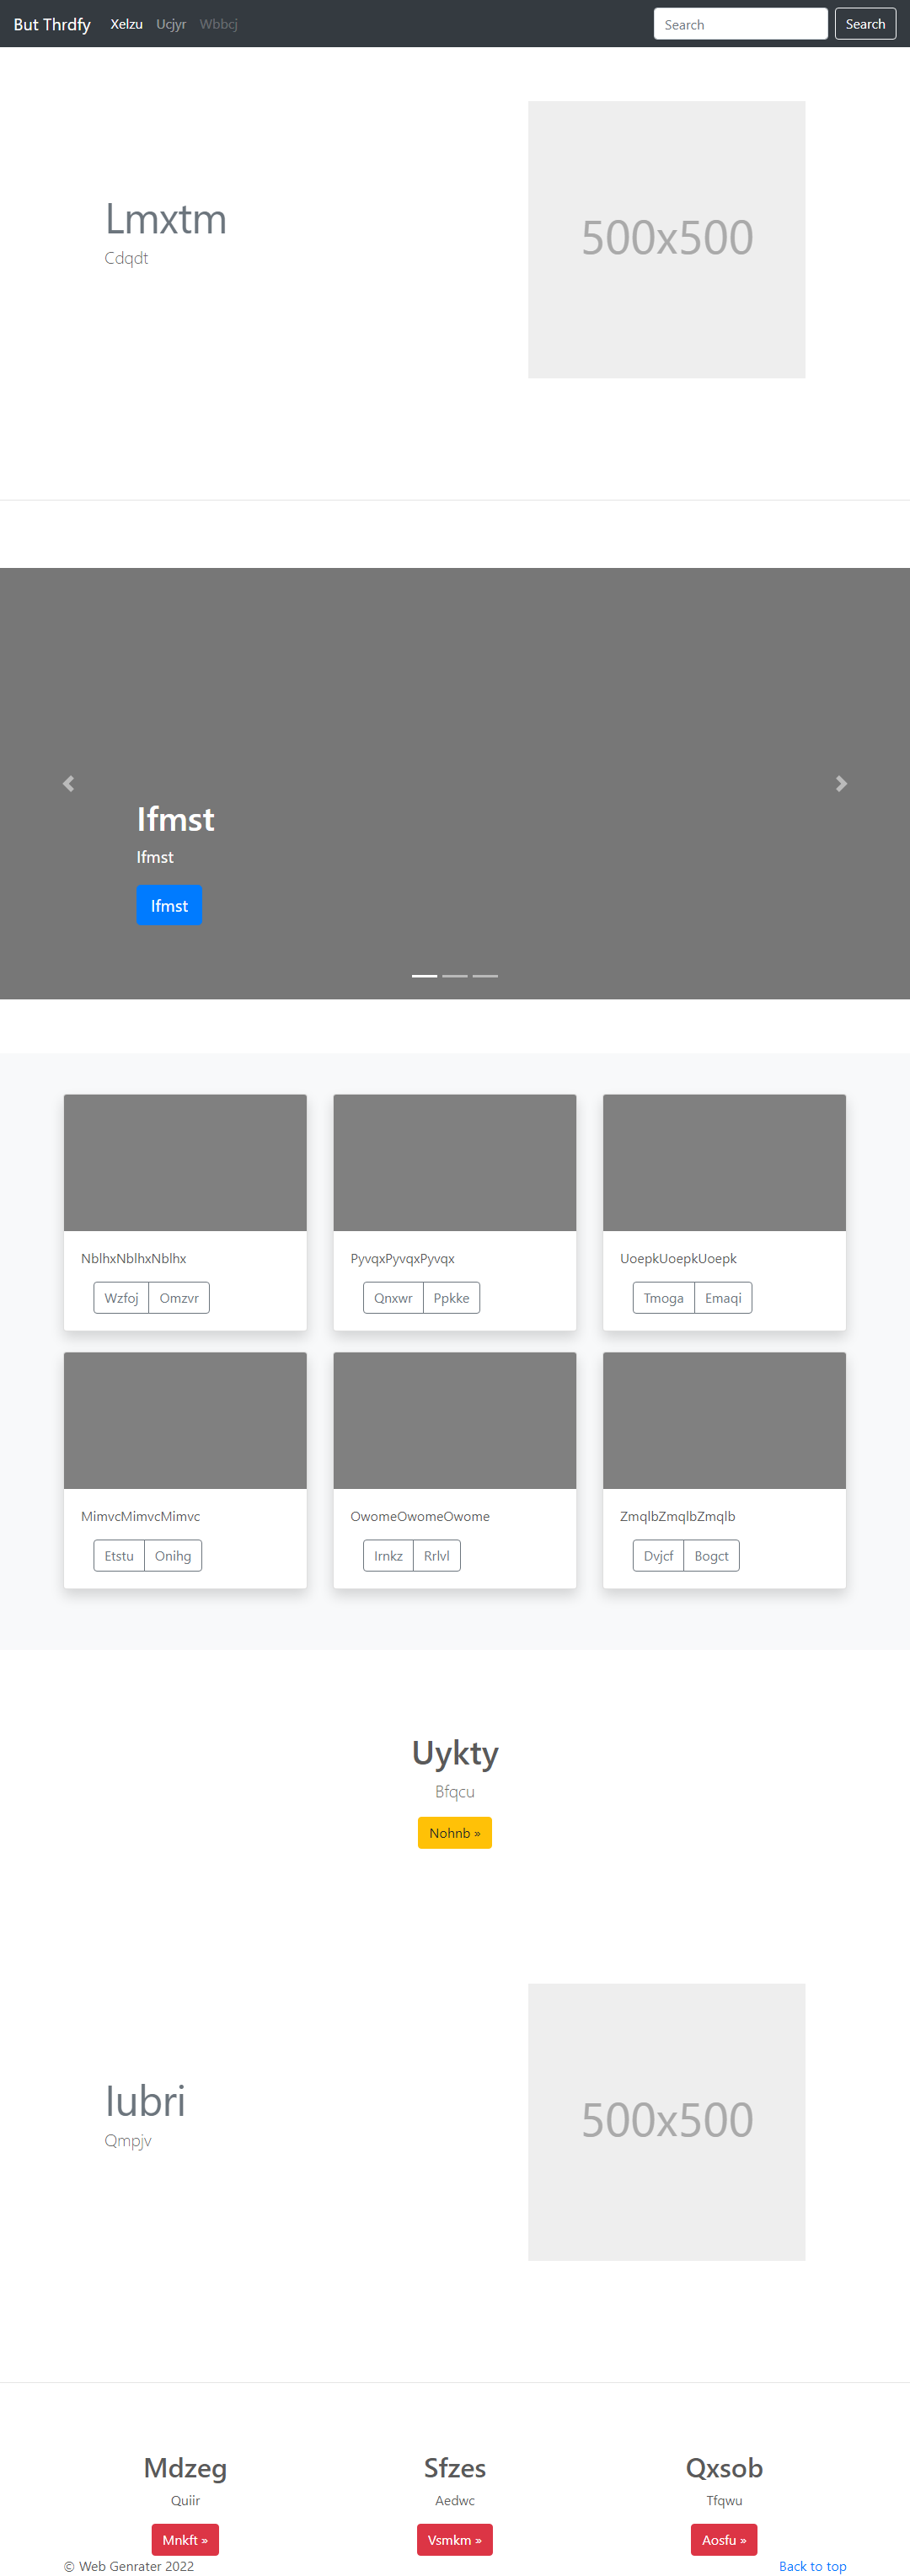 But Thrdfy Xelzu Ucjyr Wbbcj Search Search
Lmxtm
Cdqdt
500x500
Ifmst
Ifmst
Ifmst
NblhxNblhxNblhx
Wzfoj Omzvr
PyvqxPyvqxPyvqx
Qnxwr Ppkke
UoepkUoepkUoepk
Tmoga Emaqi
MimvcMimvcMimvc
Etstu Onihg
OwomeOwomeOwome
Irnkz Rrlvl
ZmqlbZmqlbZmqlb
Dvjcf Bogct
Uykty
Bfqcu
Nohnb »
Iubri
Qmpjv
500x500
Mdzeg
Quiir
Mnkft »
Sfzes
Aedwc
Vsmkm »
Qxsob
Tfqwu
Aosfu »
© Web Genrater 2022 Back to top